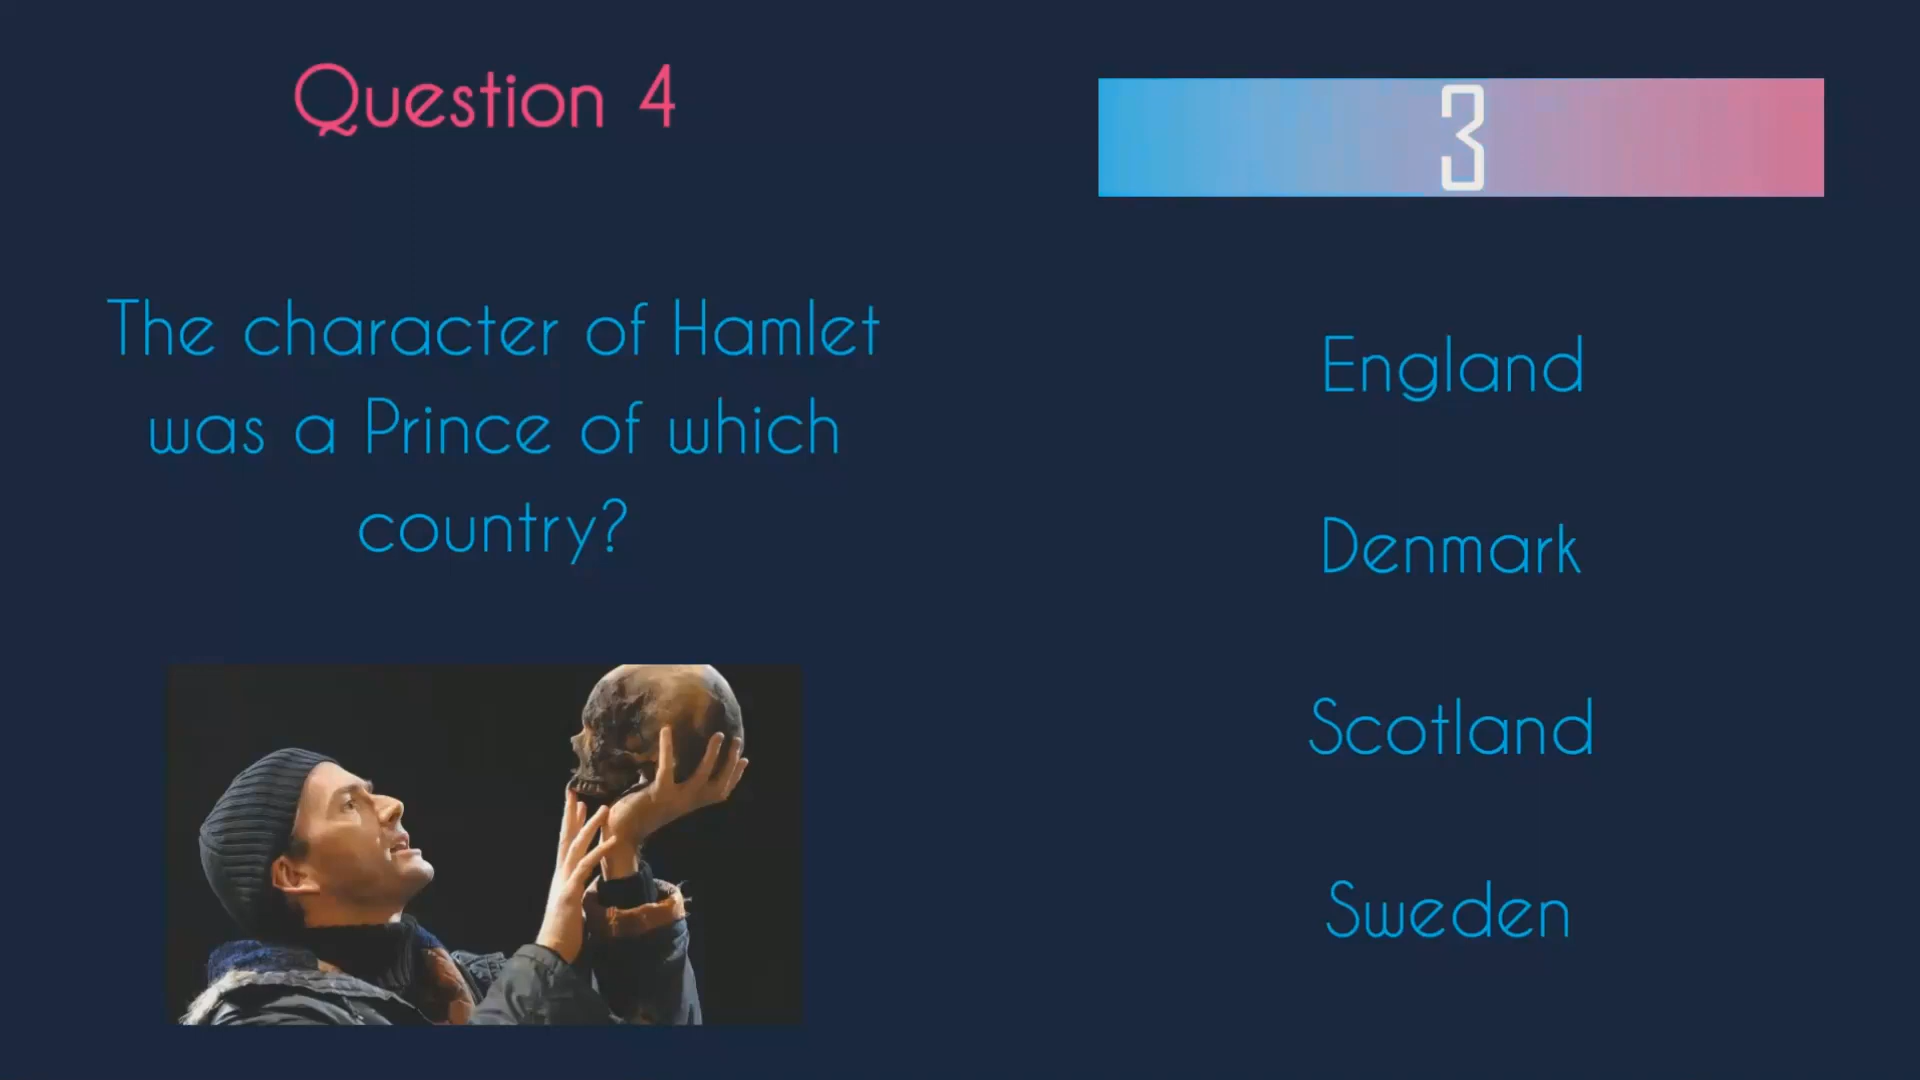 Question 4
3
The character of Hamlet
was a Prince of which
country?
England
Denmark
Scotland
Sweden